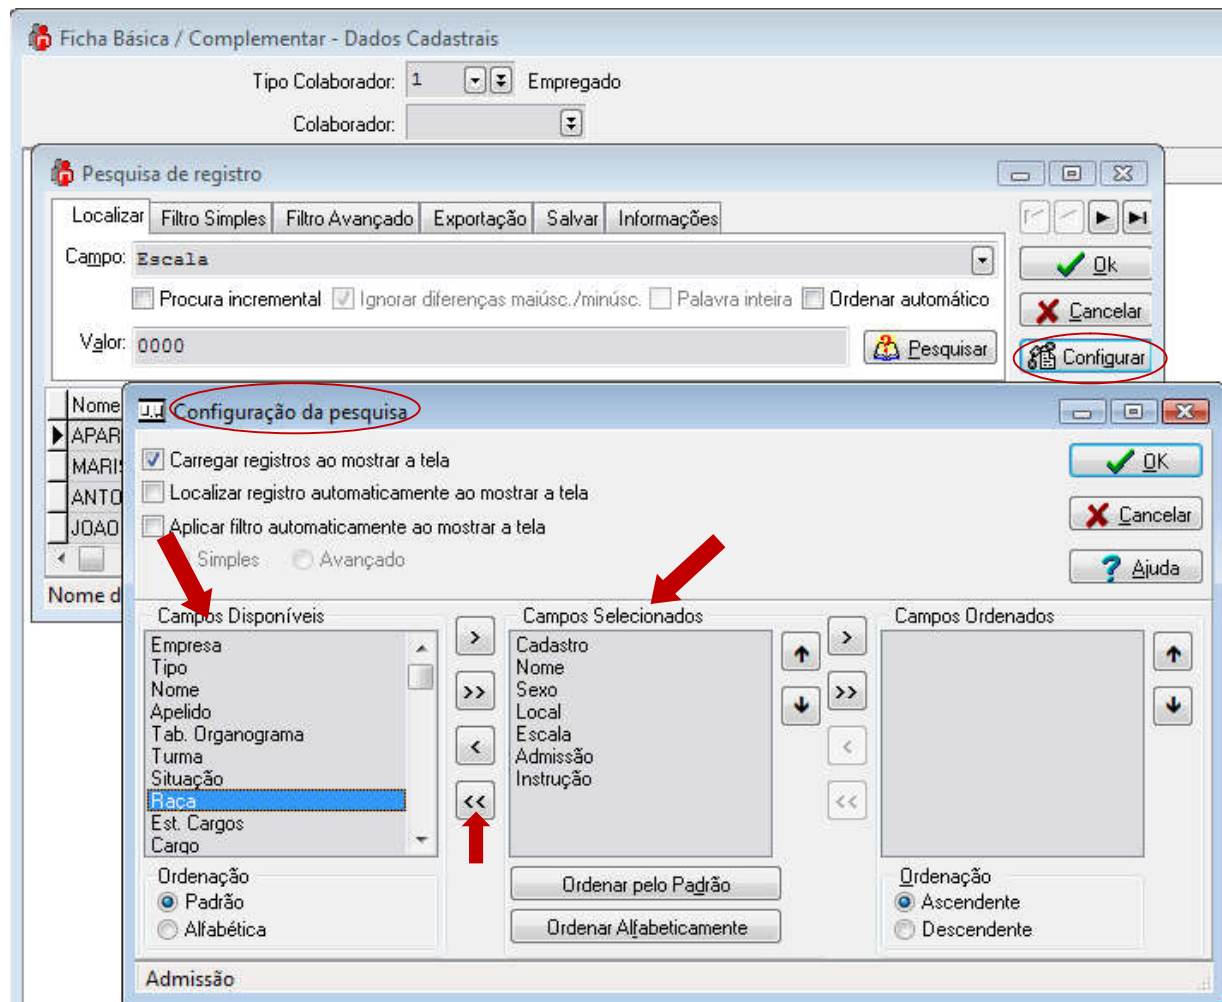 Ficha Básica / Complementar - Dados Cadastrais
Tipo Colaborador: 1 Empregado
Colaborador:
Pesquisa de registro
Localizar Filtro Simples Filtro Avançado Exportação Salvar Informações
Campo: Escala
Ok
Procura incremental Ignorar diferenças maiúsc./minúsc. Palavra inteira Ordenar automático
Cancelar
Valor: 0000 Pesquisar
Configurar
Nome
APAR
MARI
ANTO
JOAO
Nome d
Configuração da pesquisa
Carregar registros ao mostrar a tela
OK
Localizar registro automaticamente ao mostrar a tela
Cancelar
Aplicar filtro automaticamente ao mostrar a tela
Simples Avançado
Ajuda
Campos Disponíveis
Empresa
Tipo
Nome
Apelido
Tab. Organograma
Turma
Situação
Raça
Est. Cargos
Cargo
Ordenação
Padrão
Alfabética
>
>>
<
<<
Campos Selecionados
Cadastro
Nome
Sexo
Local
Escala
Admissão
Instrução
Ordenar pelo Padrão
Ordenar Alfabeticamente
>
>>
<
<<
Campos Ordenados
Ordenação
Ascendente
Descendente
Admissão